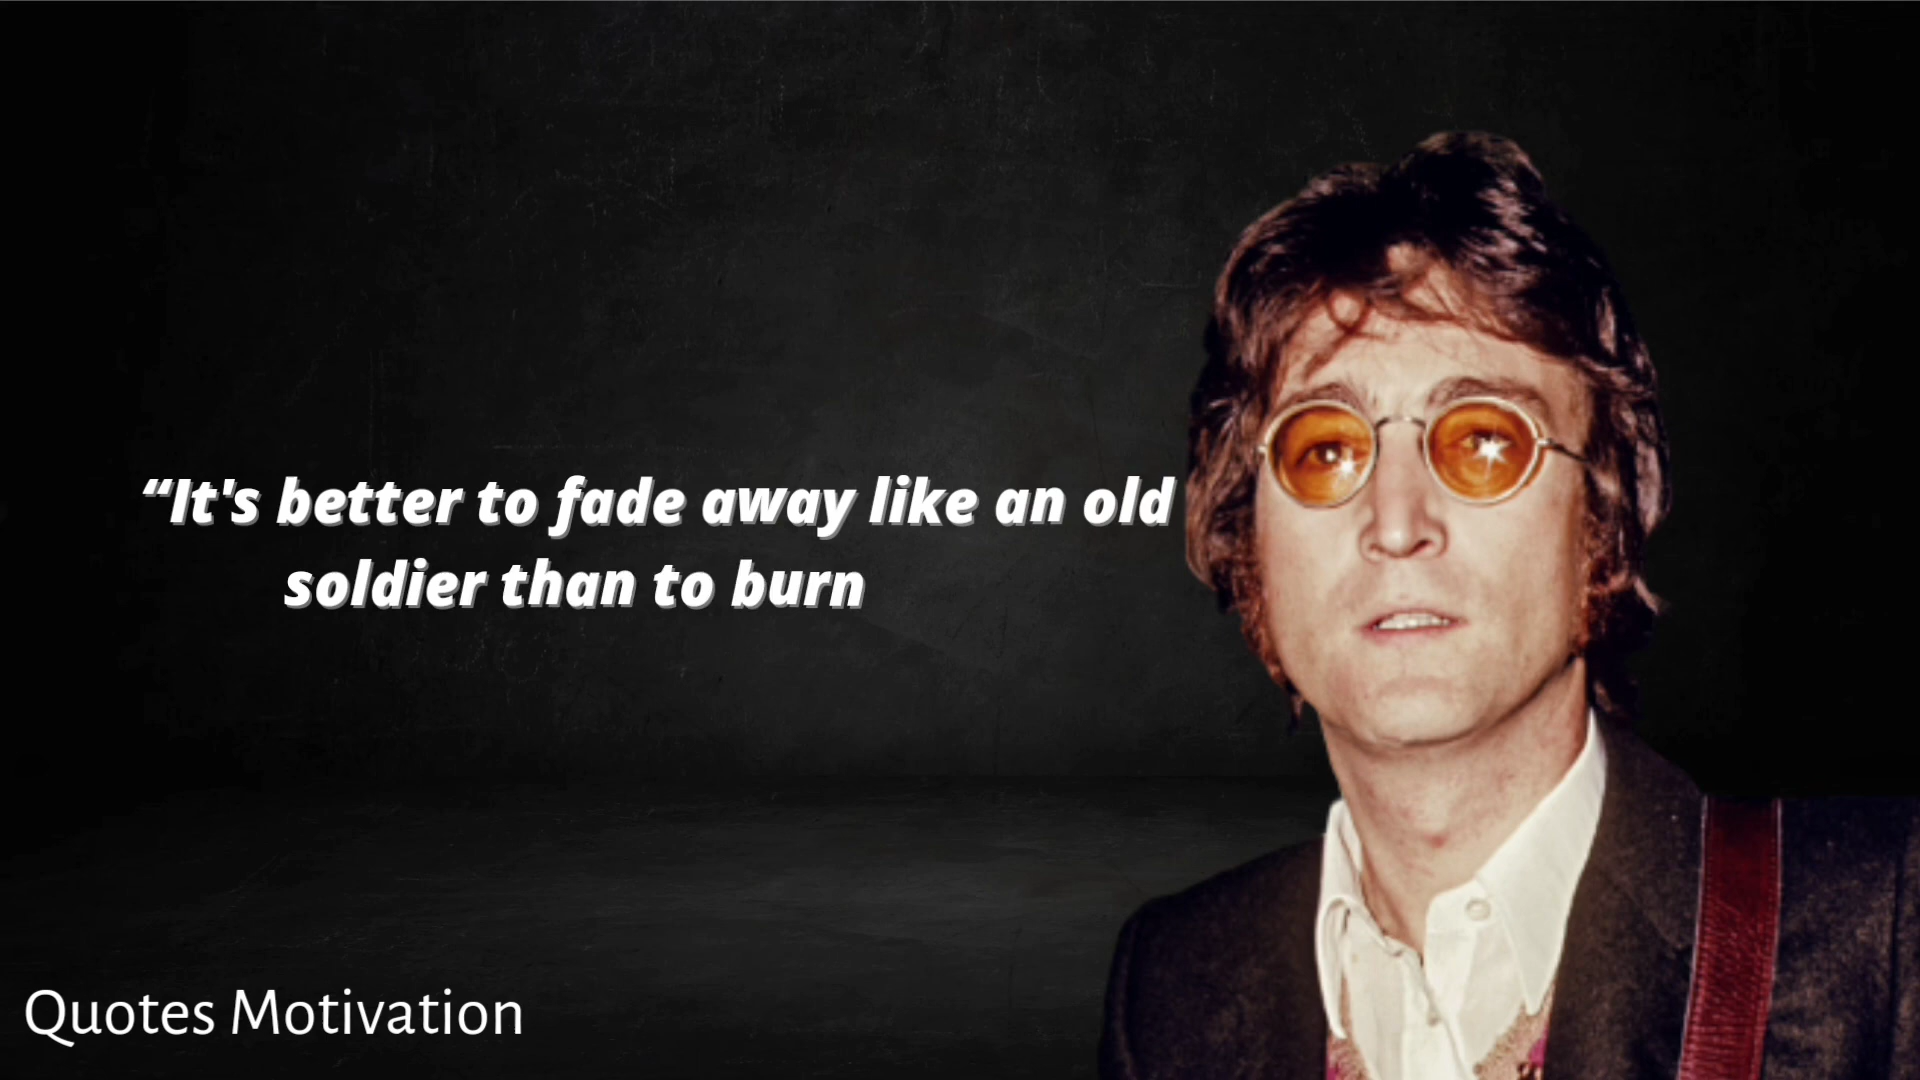 “It's better to fade away like an old
soldier than to burn
Quotes Motivation